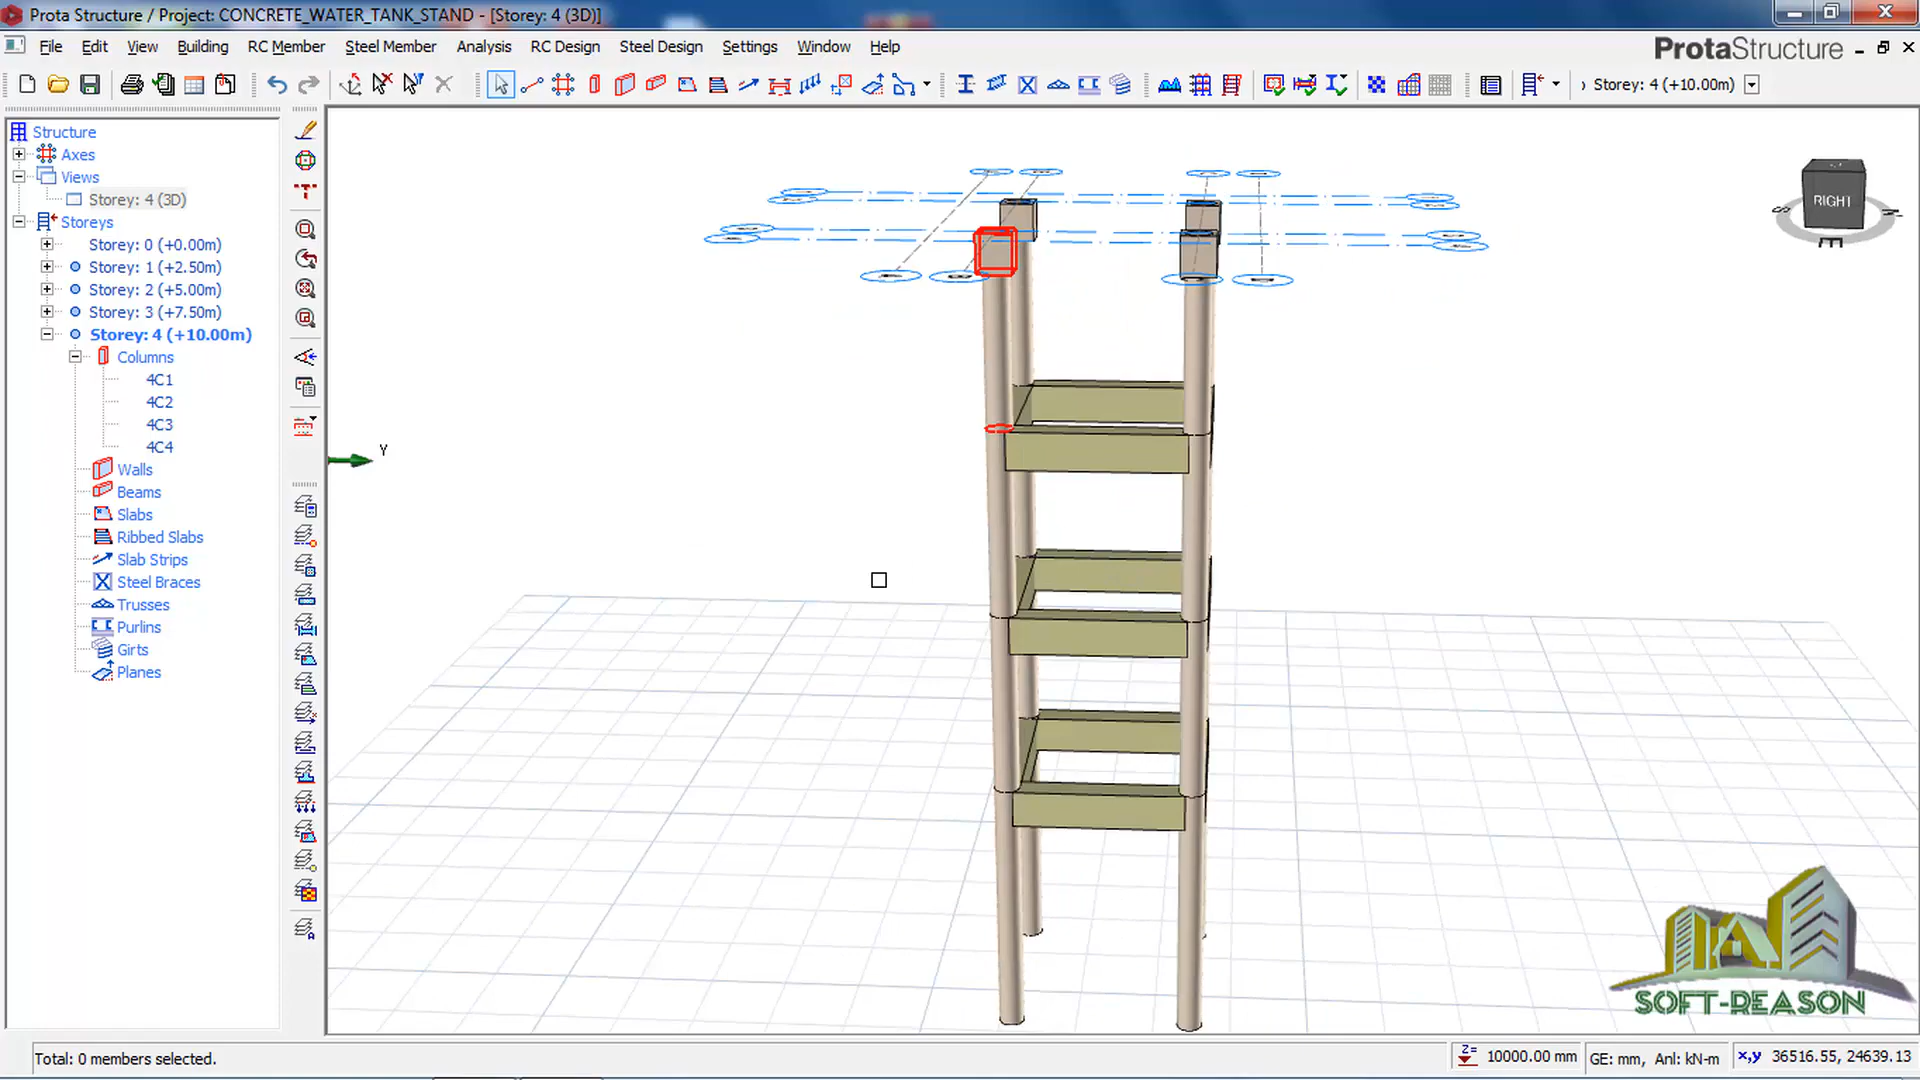 Prota Structure / Project: CONCRETE_WATER_TANK_STAND - [Storey: 4 (3D)]
File Edit View Building RC Member Steel Member Analysis RC Design Steel Design Settings Window Help
ProtaStructure
Storey: 4 (+10.00m)
Structure
Axes
Views
Storey: 4 (3D)
Storeys
Storey: 0 (+0.00m)
Storey: 1 (+2.50m)
Storey: 2 (+5.00m)
Storey: 3 (+7.50m)
Storey: 4 (+10.00m)
Columns
4C1
4C2
4C3
4C4
Walls
Beams
Slabs
Ribbed Slabs
Slab Strips
Steel Braces
Trusses
Purlins
Girts
Planes
Y
RIGHT
S
N
E
SOFT-REASON
Total: 0 members selected.
Z= 10000.00 mm
GE: mm, Anl: kN-m
x,y 36516.55, 24639.13